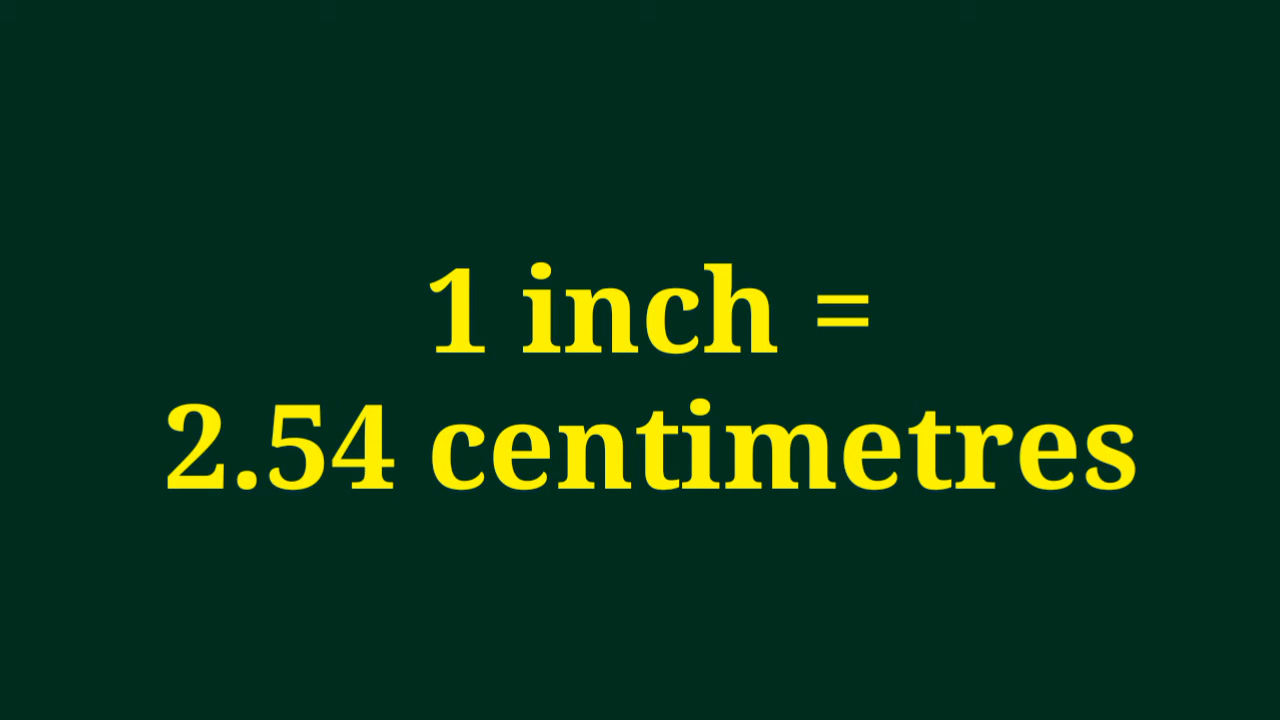 1 inch =
2.54 centimetres